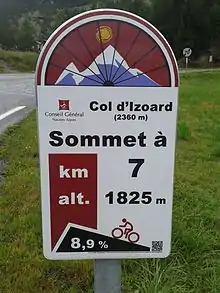 Col d'Izoard
(2360 m)
Conseil Général
Hautes Alpes
Sommet à
km 7
alt. 1825 m
8,9 %